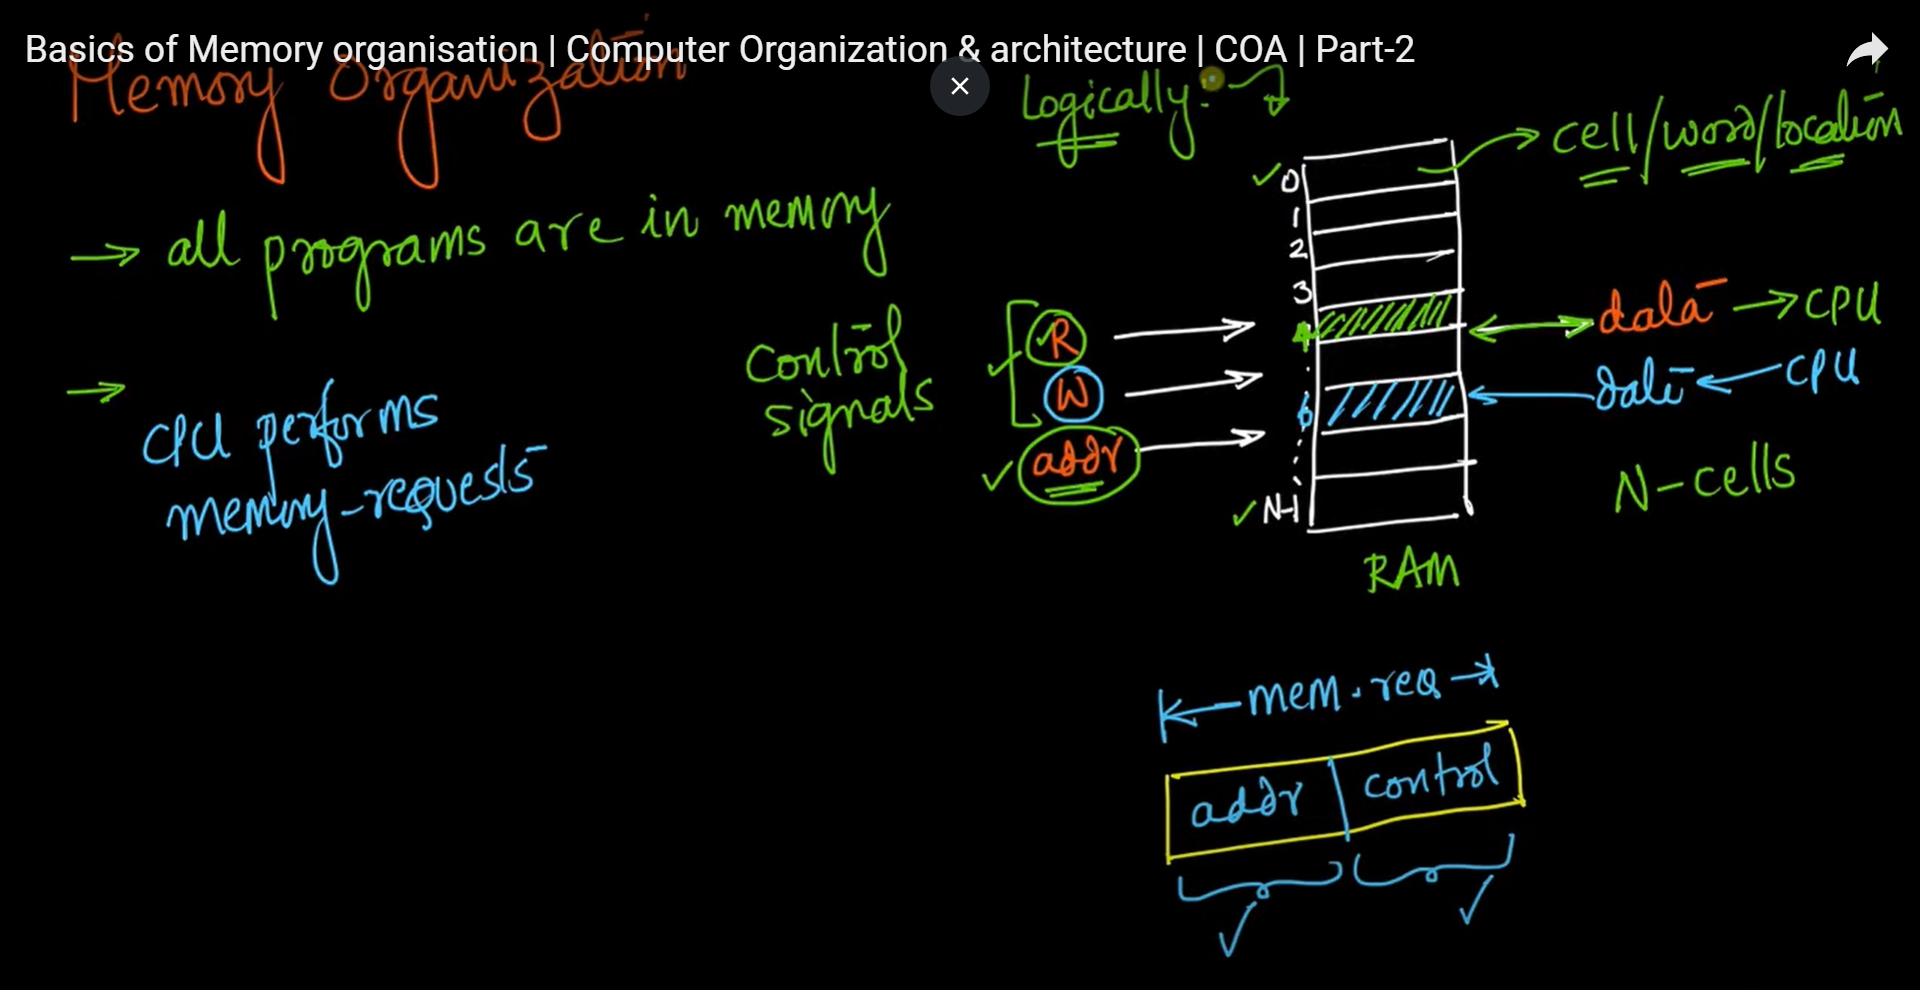 Basics of Memory organisation | Computer Organization & architecture | COA | Part-2
Memory Organization
→ all programs are in memory
→ CPU performs
memory-requests
Logically:
cell/word/location
0
1
2
3
4
6
N-1
Control
signals
R
W
addr
data → CPU
data ← CPU
N-cells
RAM
mem. req
addr control